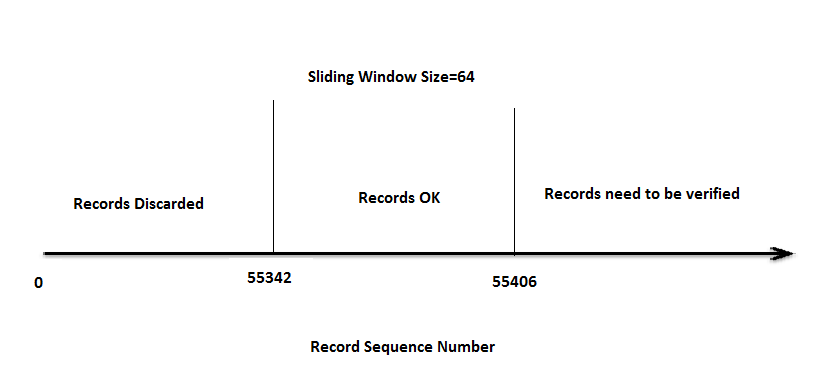 Sliding Window Size=64
Records Discarded
Records OK
Records need to be verified
0
55342
55406
Record Sequence Number